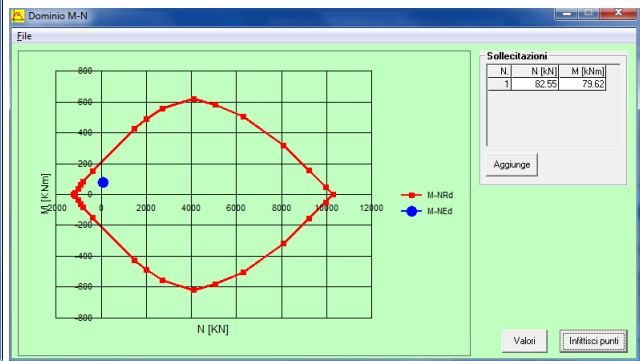 Dominio M-N
File
Sollecitazioni
N. N [kN] M [kNm]
1 82.55 79.62
Aggiunge
800
600
400
200
0
-200
-400
-600
-800
M [KNm]
-2000 0 2000 4000 6000 8000 10000 12000
N [KN]
M-NRd
M-NEd
Valori
Infittisci punti